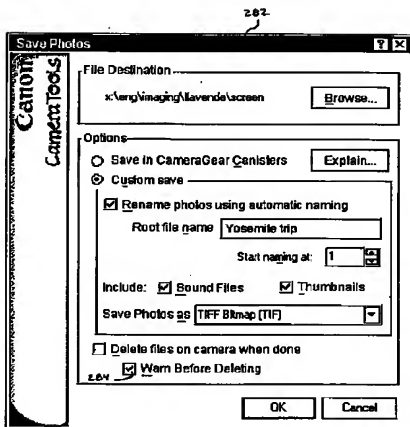 282
Save Photos
Canon
CameraTools
File Destination
x:\eng\imaging\llavende\screen
Browse...
Options
Save in CameraGear Canisters
Explain...
Custom save
Rename photos using automatic naming
Root file name
Yosemite trip
Start naming at:
1
Include:
Bound Files
Thumbnails
Save Photos as
TIFF Bitmap (TIF)
Delete files on camera when done
284
Warn Before Deleting
OK
Cancel